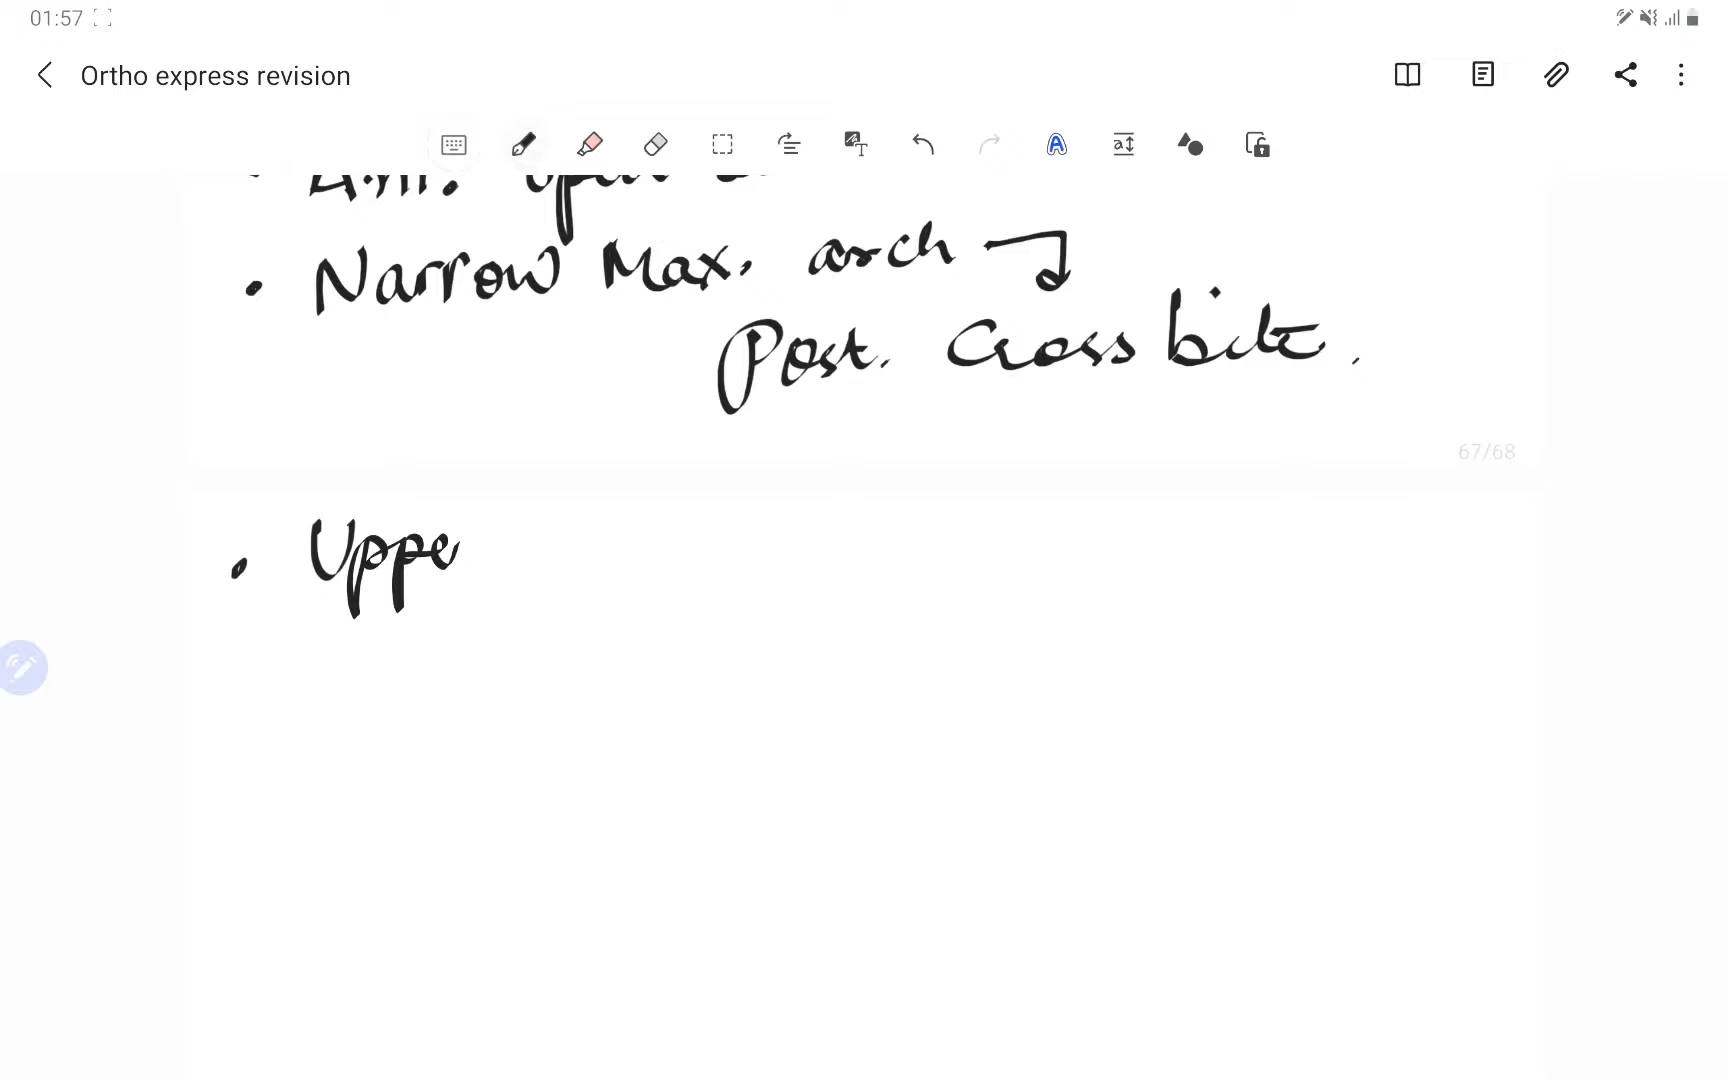 01:57
Ortho express revision
• Narrow Max. arch
Post. Cross bite.
67/68
• Uppe